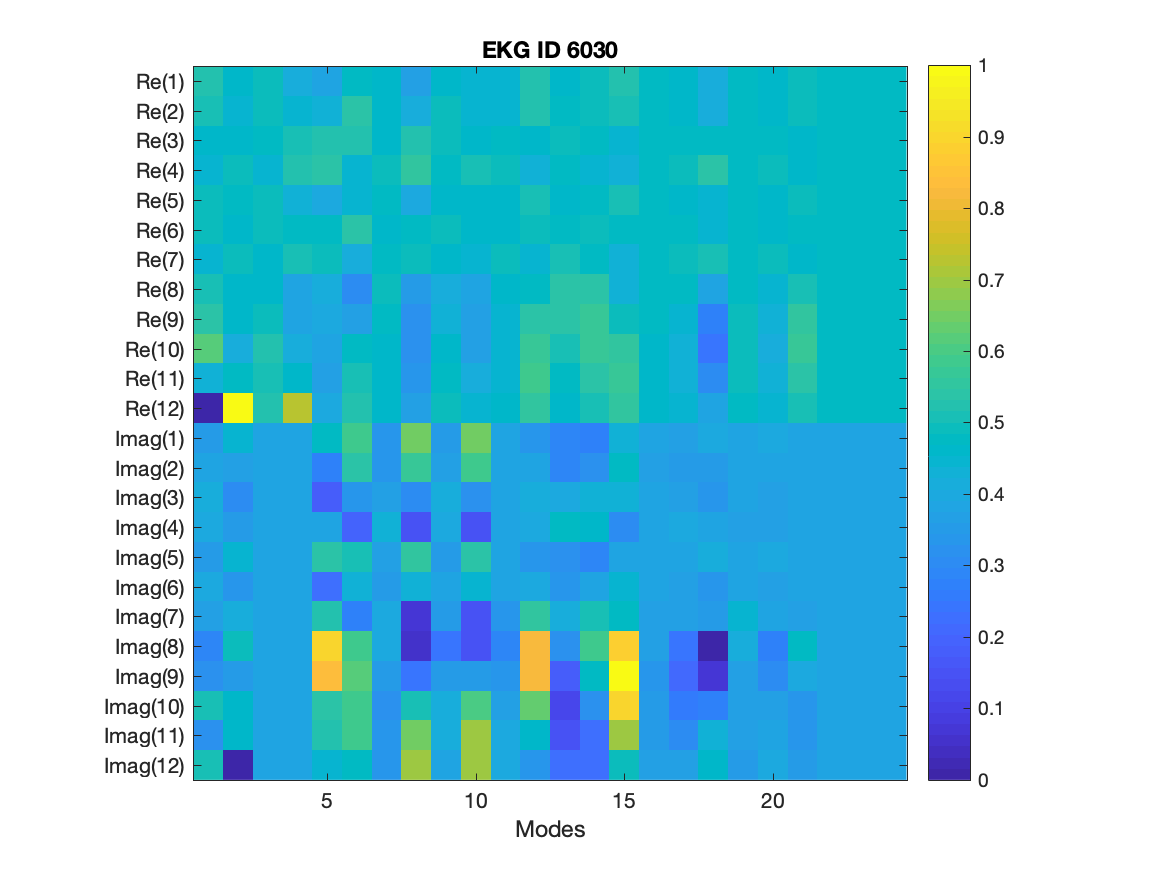 EKG ID 6030
Re(1)
Re(2)
Re(3)
Re(4)
Re(5)
Re(6)
Re(7)
Re(8)
Re(9)
Re(10)
Re(11)
Re(12)
Imag(1)
Imag(2)
Imag(3)
Imag(4)
Imag(5)
Imag(6)
Imag(7)
Imag(8)
Imag(9)
Imag(10)
Imag(11)
Imag(12)
5 10 15 20
Modes
1
0.9
0.8
0.7
0.6
0.5
0.4
0.3
0.2
0.1
0